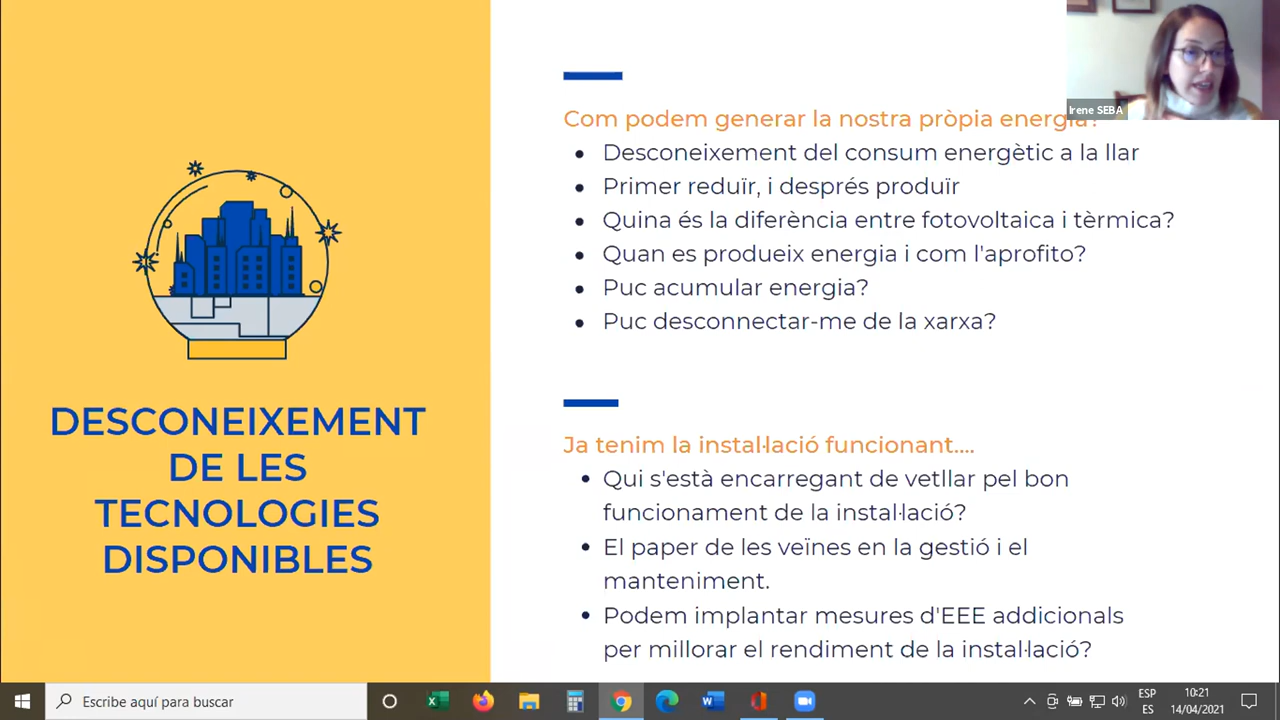 Irene SEBA
Com podem generar la nostra pròpia energia?
Desconeixement del consum energètic a la llar
Primer reduïr, i després produïr
Quina és la diferència entre fotovoltaica i tèrmica?
Quan es produeix energia i com l'aprofito?
Puc acumular energia?
Puc desconnectar-me de la xarxa?
DESCONEIXEMENT
DE LES
TECNOLOGIES
DISPONIBLES
Ja tenim la instal·lació funcionant....
Qui s'està encarregant de vetllar pel bon
funcionament de la instal·lació?
El paper de les veïnes en la gestió i el
manteniment.
Podem implantar mesures d'EEE addicionals
per millorar el rendiment de la instal·lació?
Escribe aquí para buscar
ESP
ES
10:21
14/04/2021